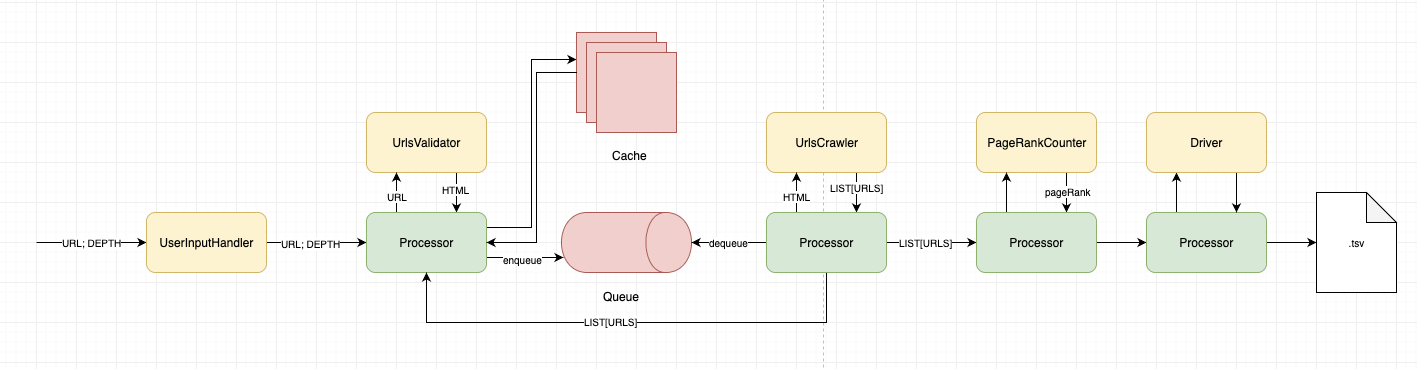 Cache
UrlsValidator
UrlsCrawler
PageRankCounter
Driver
URL
HTML
HTML
LIST[URLS]
pageRank
URL; DEPTH
UserInputHandler
URL; DEPTH
Processor
enqueue
dequeue
Processor
LIST[URLS]
Processor
Processor
.tsv
Queue
LIST[URLS]